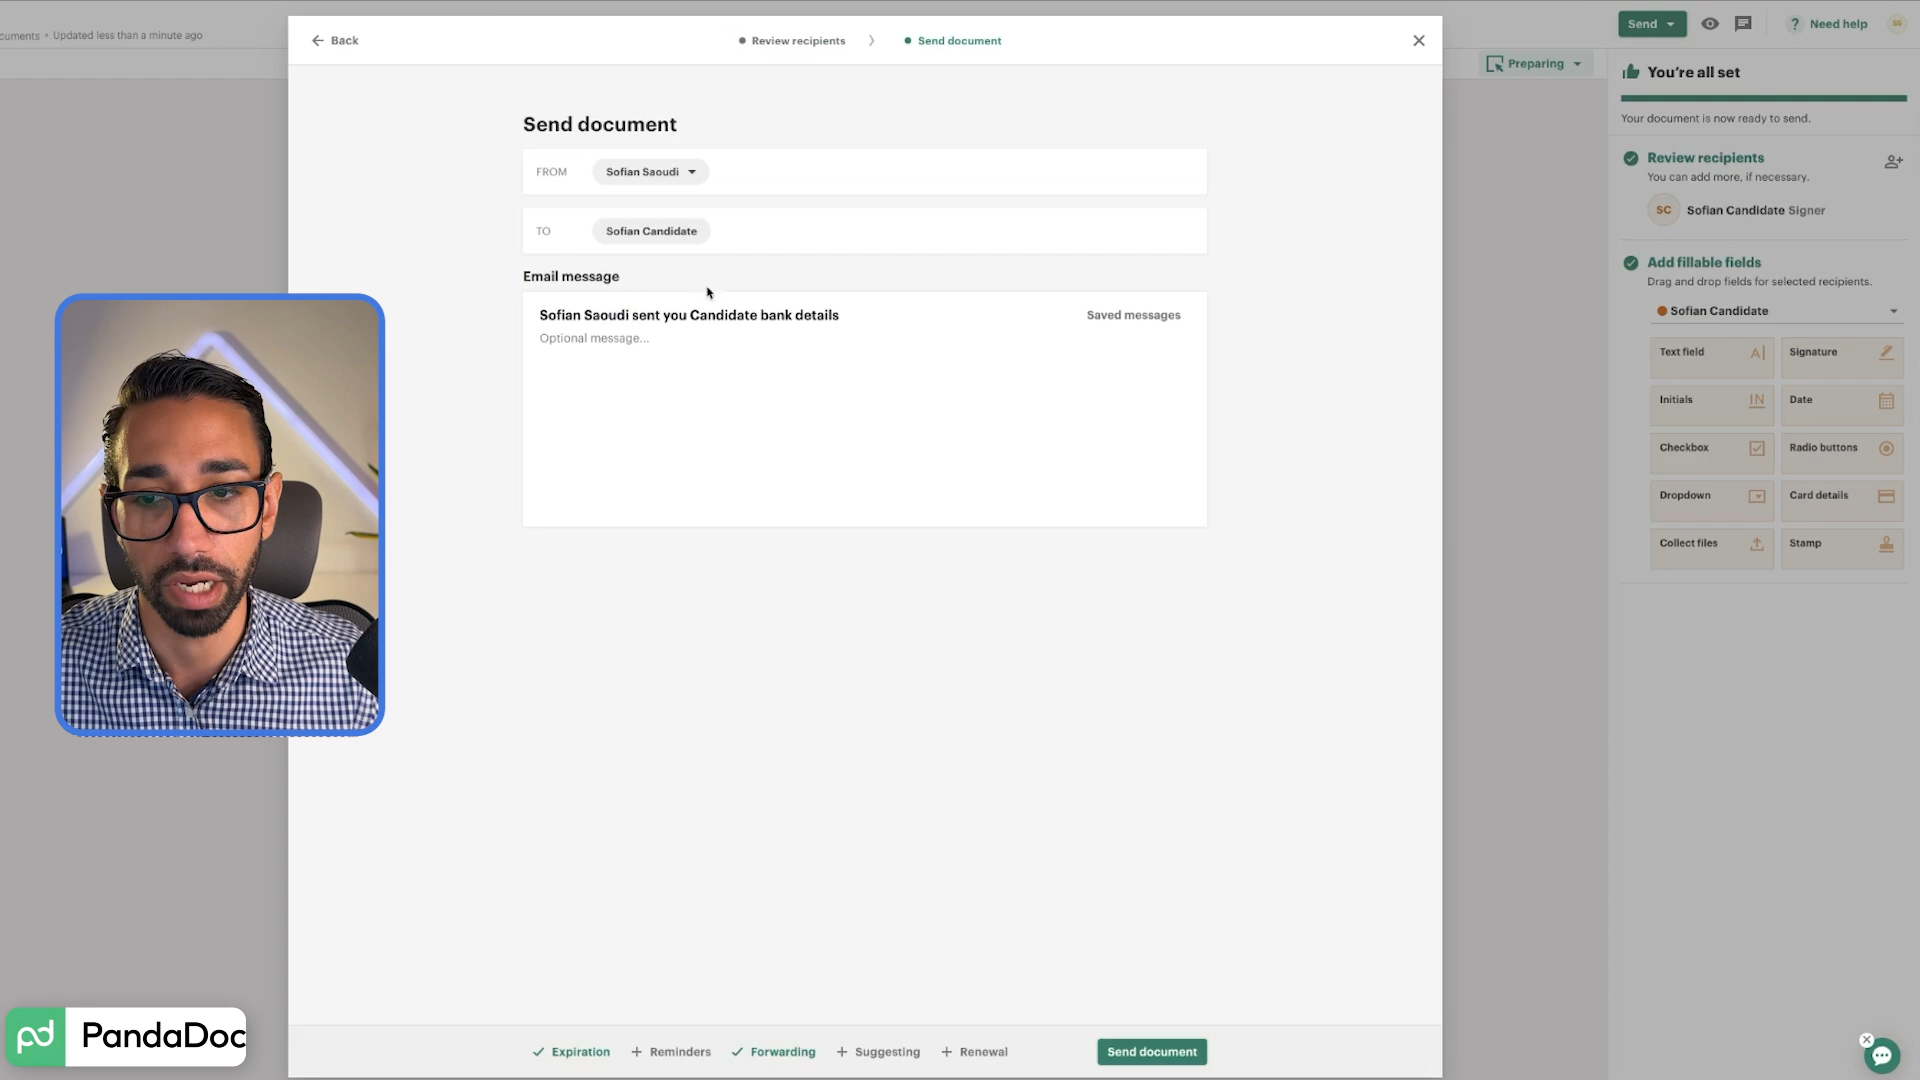 cuments • Updated less than a minute ago
Back
Review recipients
Send document
Send
Need help
Preparing
You're all set
Your document is now ready to send.
Send document
FROM
Sofian Saoudi
TO
Sofian Candidate
Email message
Sofian Saoudi sent you Candidate bank details
Saved messages
Optional message...
Review recipients
You can add more, if necessary.
SC
Sofian Candidate Signer
Add fillable fields
Drag and drop fields for selected recipients.
Sofian Candidate
Text field
Signature
Initials
IN
Date
Checkbox
Radio buttons
Dropdown
Card details
Collect files
Stamp
pd PandaDoc
Expiration
Reminders
Forwarding
Suggesting
Renewal
Send document